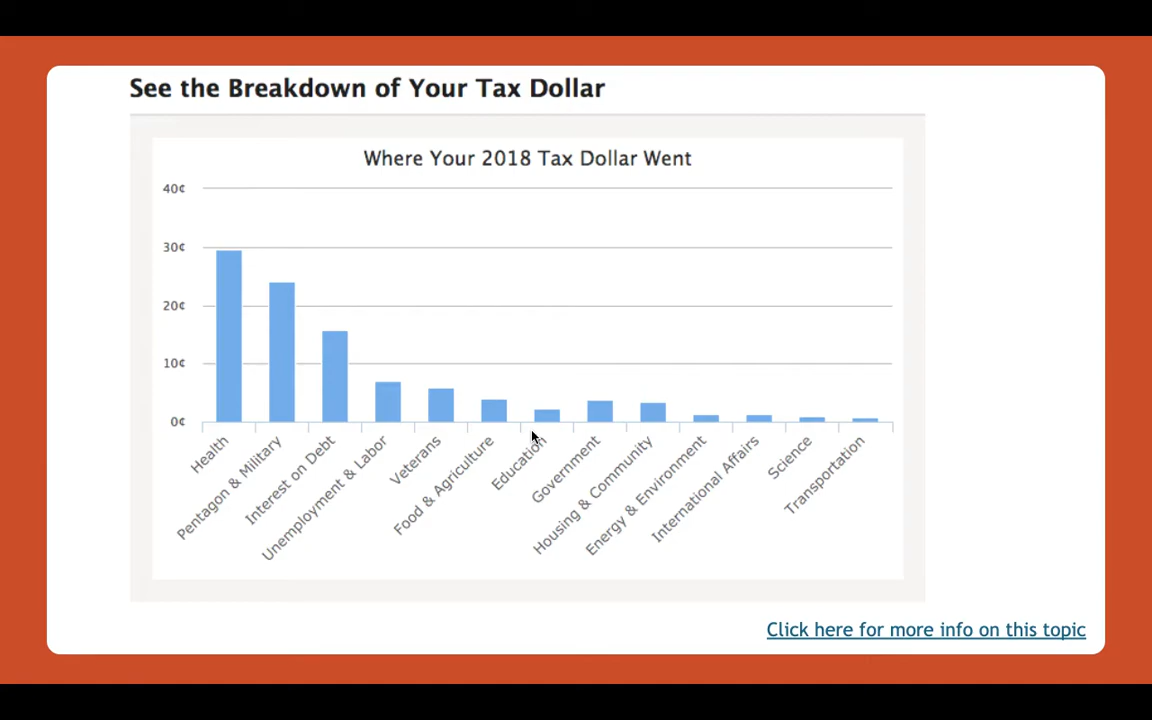 See the Breakdown of Your Tax Dollar
Where Your 2018 Tax Dollar Went
40¢
30¢
20¢
10¢
0¢
Health
Pentagon & Military
Interest on Debt
Unemployment & Labor
Veterans
Food & Agriculture
Education
Government
Housing & Community
Energy & Environment
International Affairs
Science
Transportation
Click here for more info on this topic